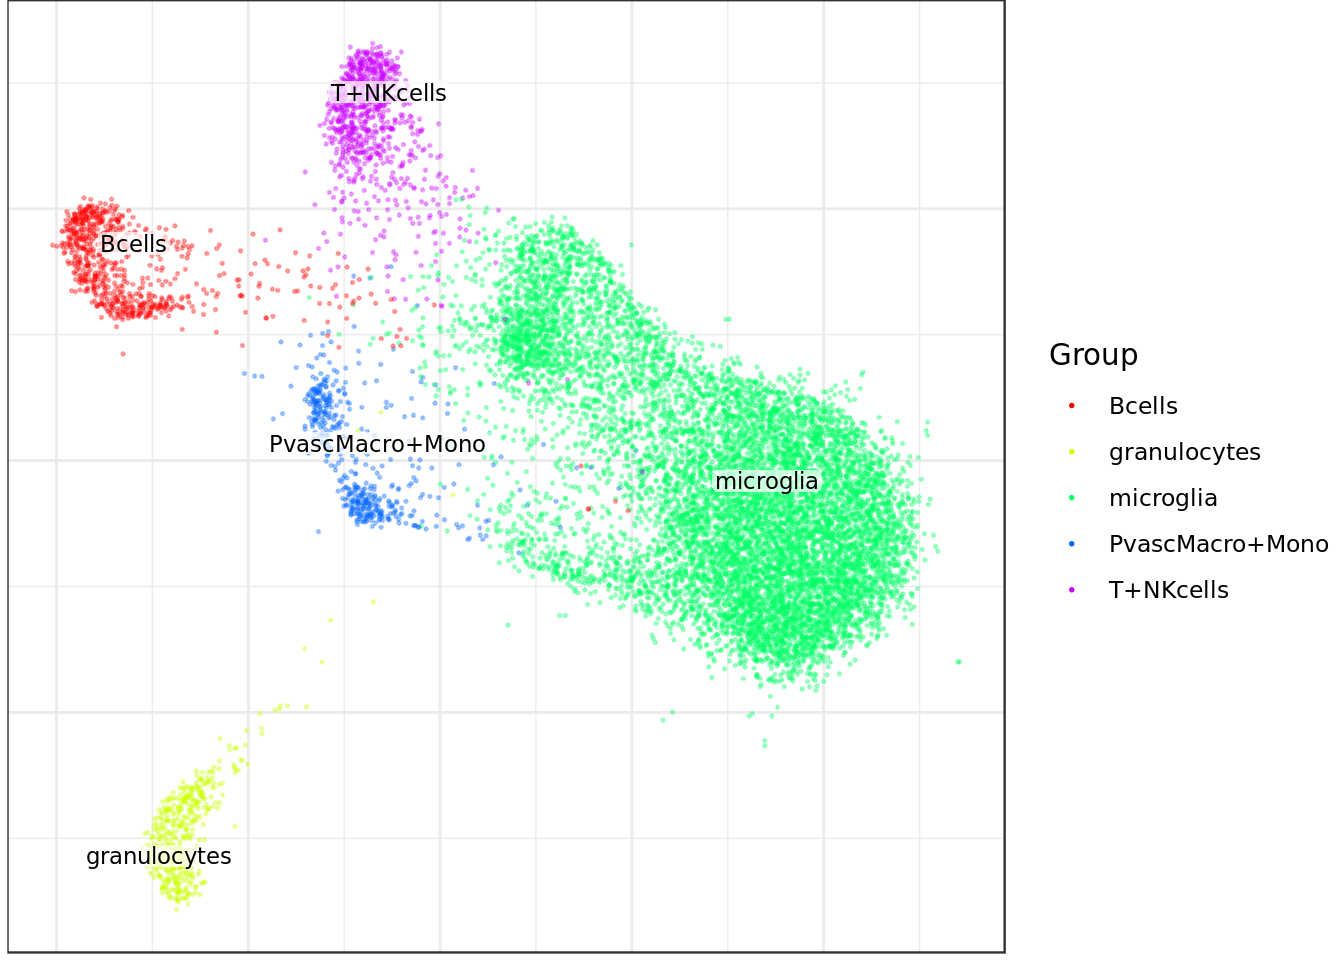 T+NKcells
Bcells
PvascMacro+Mono
microglia
granulocytes
Group
Bcells
granulocytes
microglia
PvascMacro+Mono
T+NKcells